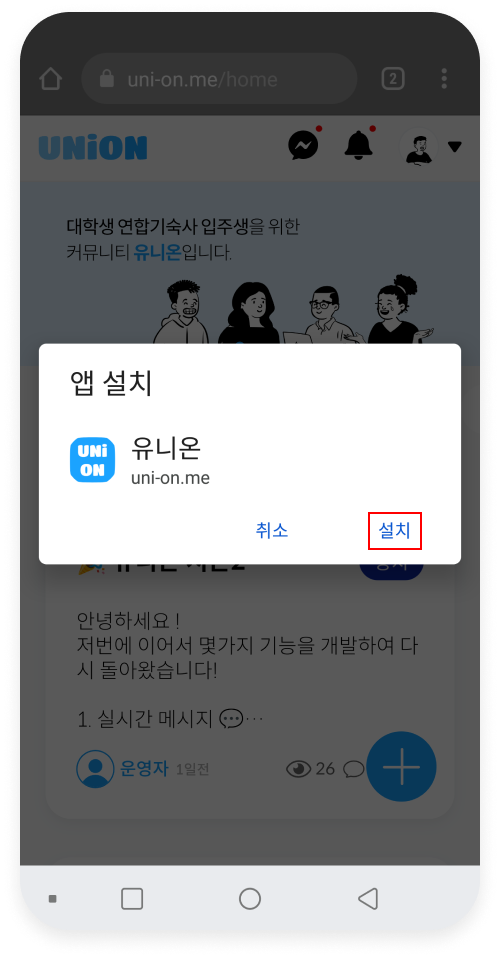 uni-on.me/home
2
UNiON
대학생 연합기숙사 입주생을 위한
커뮤니티 유니온입니다.
앱 설치
UNi
ON
유니온
uni-on.me
취소
설치
안녕하세요 !
저번에 이어서 몇가지 기능을 개발하여 다
시 돌아왔습니다!
1. 실시간 메시지 💬…
운영자 1일전
26